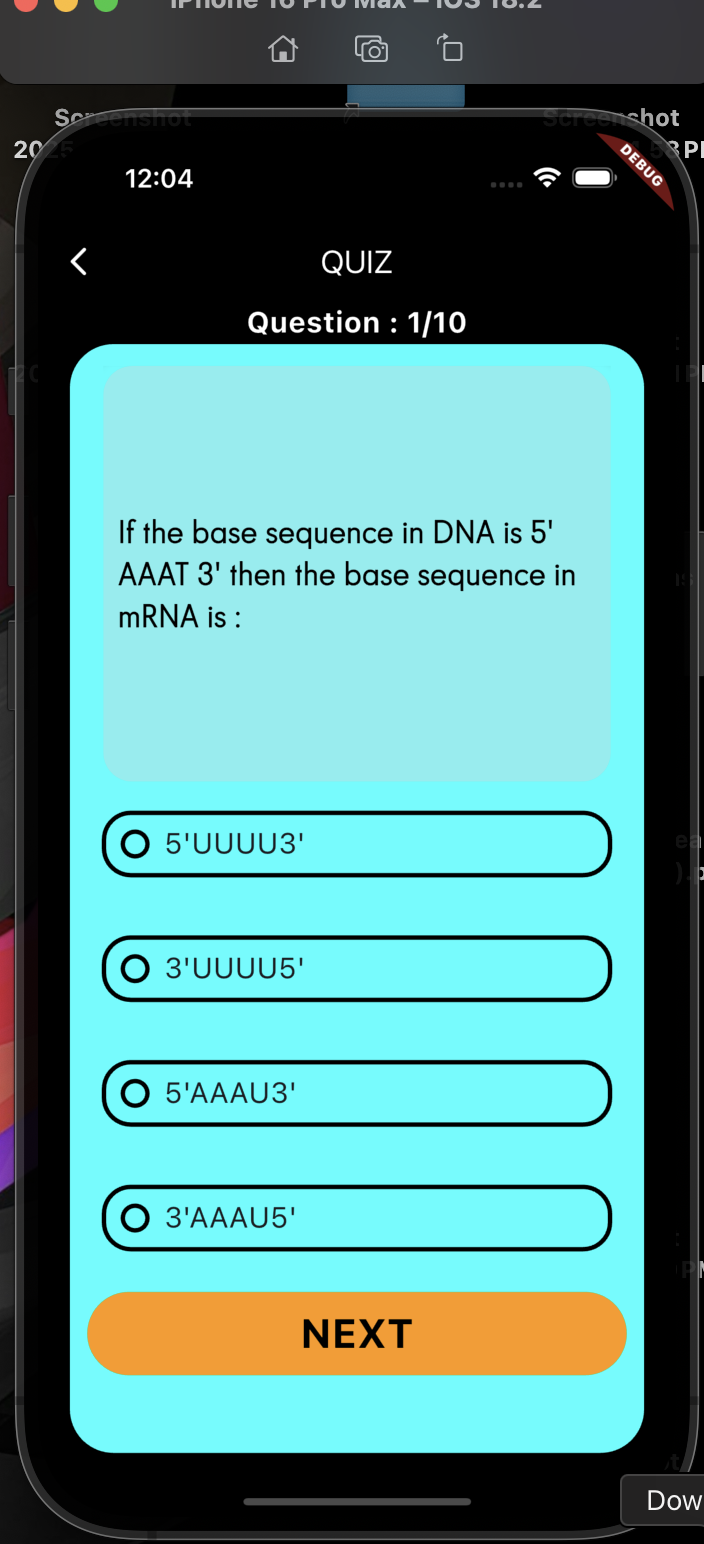 iPhone 16 Pro Max – iOS 18.2
Screenshot
Screenshot
2025
12:04
DEBUG
QUIZ
Question : 1/10
If the base sequence in DNA is 5'
AAAT 3' then the base sequence in
mRNA is :
5'UUUU3'
3'UUUU5'
5'AAAU3'
3'AAAU5'
NEXT